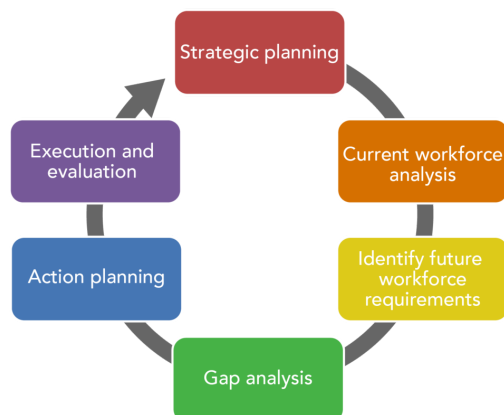 Strategic planning
Current workforce
analysis
Identify future
workforce
requirements
Gap analysis
Action planning
Execution and
evaluation